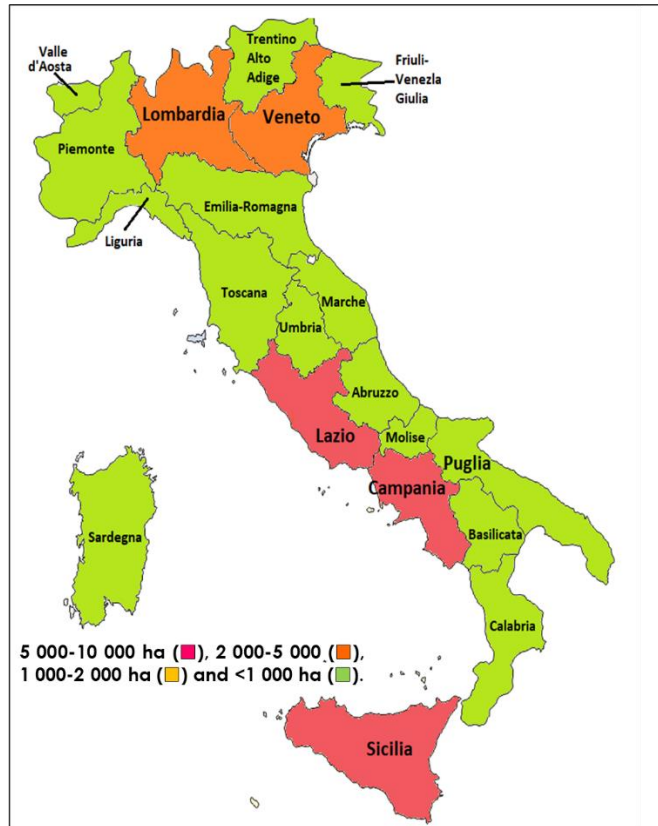 Valle
d'Aosta
Trentino
Alto
Adige
Friuli-
Venezla
Giulia
Lombardia
Veneto
Piemonte
Emilia-Romagna
Liguria
Toscana
Marche
Umbria
Abruzzo
Lazio
Molise
Puglia
Campania
Basilicata
Sardegna
Calabria
5 000-10 000 ha (■), 2 000-5 000 (■),
1 000-2 000 ha (■) and <1 000 ha (■).
Sicilia